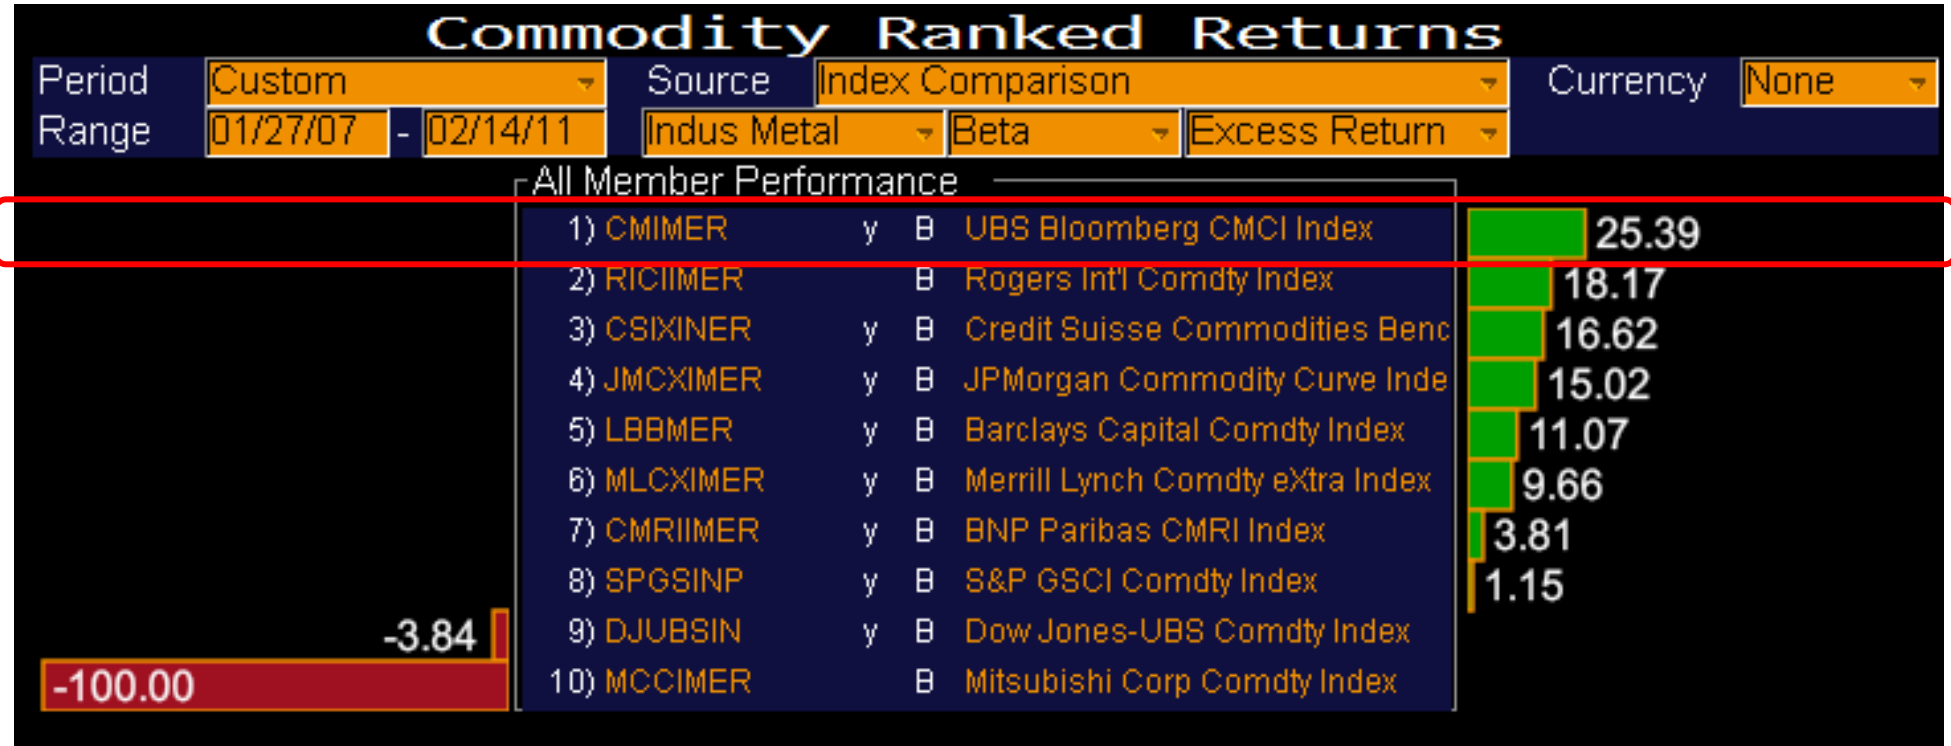 Commodity Ranked Returns
Period Custom Source Index Comparison Currency None
Range 01/27/07 - 02/14/11 Indus Metal Beta Excess Return
All Member Performance
1) CMIMER y B UBS Bloomberg CMCI Index 25.39
2) RICIIMER B Rogers Int'l Comdty Index 18.17
3) CSIXINER y B Credit Suisse Commodities Benc 16.62
4) JMCXIMER y B JPMorgan Commodity Curve Inde 15.02
5) LBBMER y B Barclays Capital Comdty Index 11.07
6) MLCXIMER y B Merrill Lynch Comdty eXtra Index 9.66
7) CMRIIMER y B BNP Paribas CMRI Index 3.81
8) SPGSINP y B S&P GSCI Comdty Index 1.15
-3.84 9) DJUBSIN y B Dow Jones-UBS Comdty Index
-100.00 10) MCCIMER B Mitsubishi Corp Comdty Index